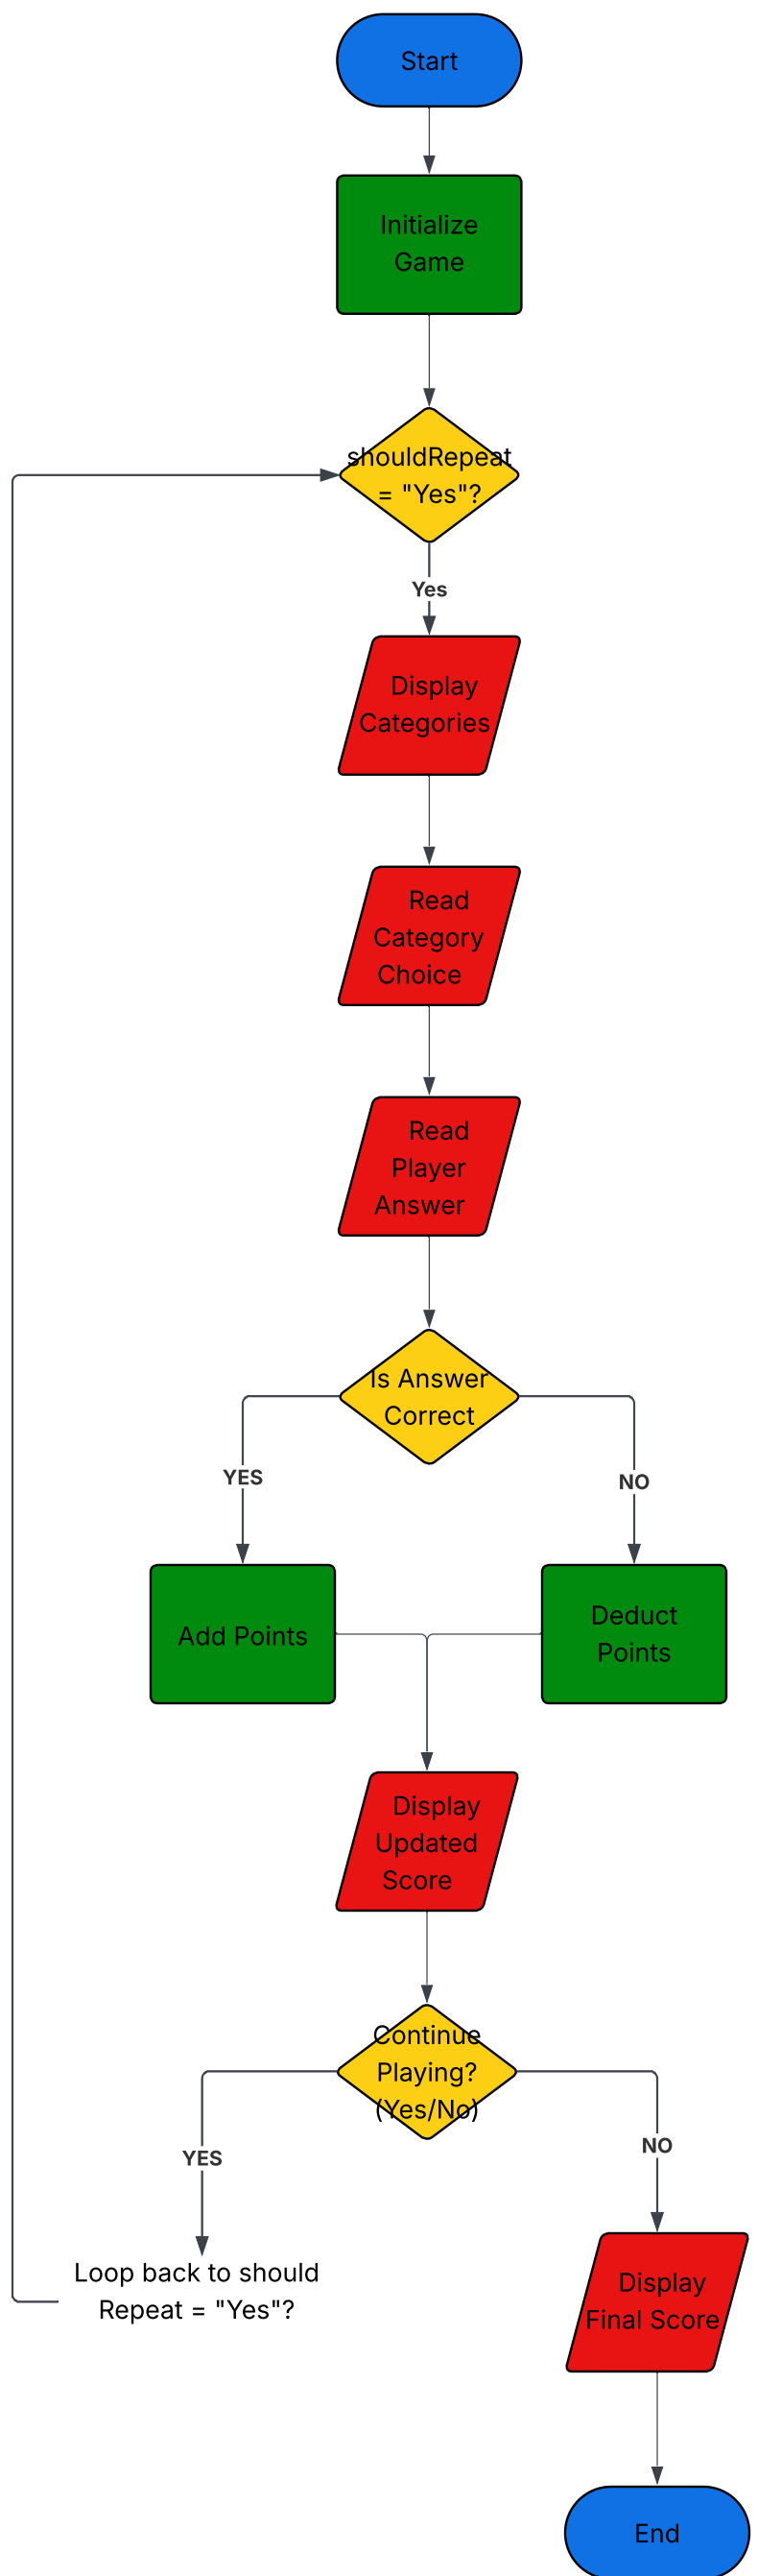 Start
Initialize
Game
shouldRepeat
= "Yes"?
Yes
Display
Categories
Read
Category
Choice
Read
Player
Answer
Is Answer
Correct
YES
NO
Add Points
Deduct
Points
Display
Updated
Score
Continue
Playing?
(Yes/No)
YES
NO
Loop back to should
Repeat = "Yes"?
Display
Final Score
End